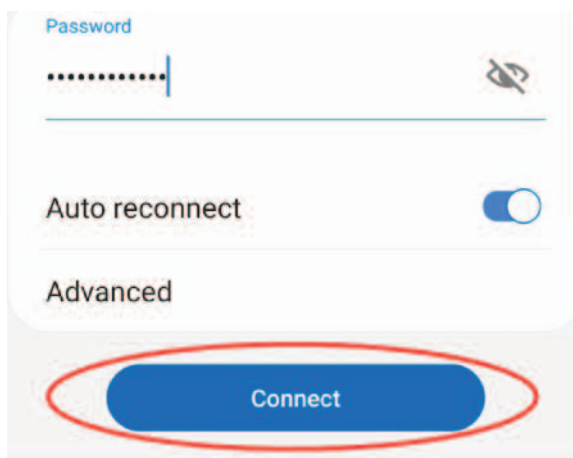 Password
••••••••••••
Auto reconnect
Advanced
Connect